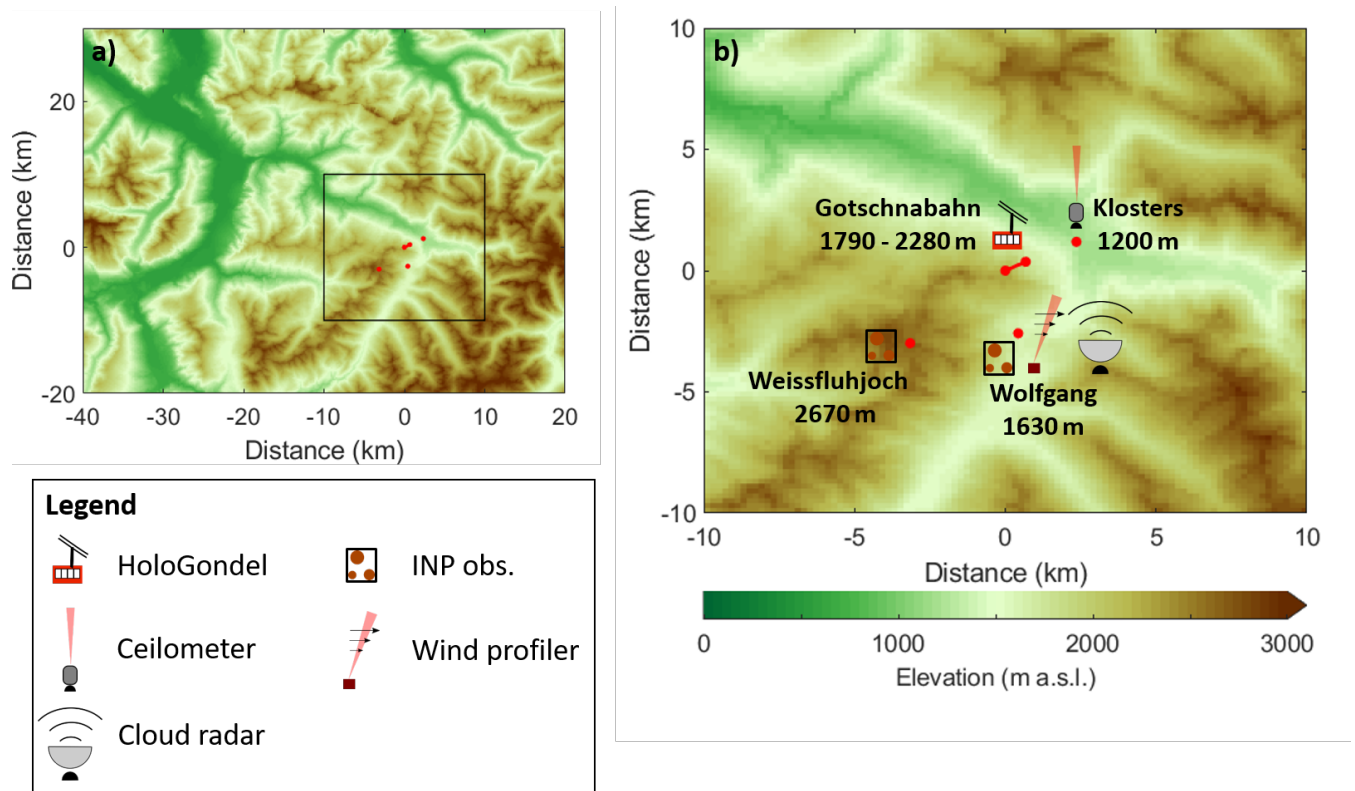 a)
20
0
-20
Distance (km)
-40
-30
-20
-10
0
10
20
Distance (km)
b)
10
5
0
-5
-10
Distance (km)
Gotschnabahn
1790 - 2280 m
Klosters
1200 m
Weissfluhjoch
2670 m
Wolfgang
1630 m
-10
-5
0
5
10
Distance (km)
0
1000
2000
3000
Elevation (m a.s.l.)
Legend
HoloGondel
INP obs.
Ceilometer
Wind profiler
Cloud radar